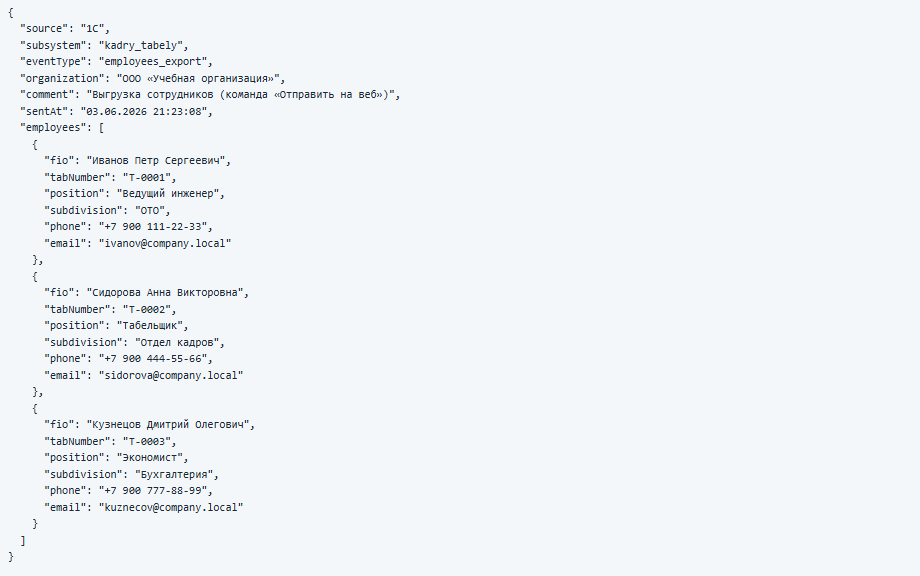 {
  "source": "1C",
  "subsystem": "kadry_tabely",
  "eventType": "employees_export",
  "organization": "ООО «Учебная организация»",
  "comment": "Выгрузка сотрудников (команда «Отправить на веб»)",
  "sentAt": "03.06.2026 21:23:08",
  "employees": [
    {
      "fio": "Иванов Петр Сергеевич",
      "tabNumber": "Т-0001",
      "position": "Ведущий инженер",
      "subdivision": "ОТО",
      "phone": "+7 900 111-22-33",
      "email": "ivanov@company.local"
    },
    {
      "fio": "Сидорова Анна Викторовна",
      "tabNumber": "Т-0002",
      "position": "Табельщик",
      "subdivision": "Отдел кадров",
      "phone": "+7 900 444-55-66",
      "email": "sidorova@company.local"
    },
    {
      "fio": "Кузнецов Дмитрий Олегович",
      "tabNumber": "Т-0003",
      "position": "Экономист",
      "subdivision": "Бухгалтерия",
      "phone": "+7 900 777-88-99",
      "email": "kuznecov@company.local"
    }
  ]
}